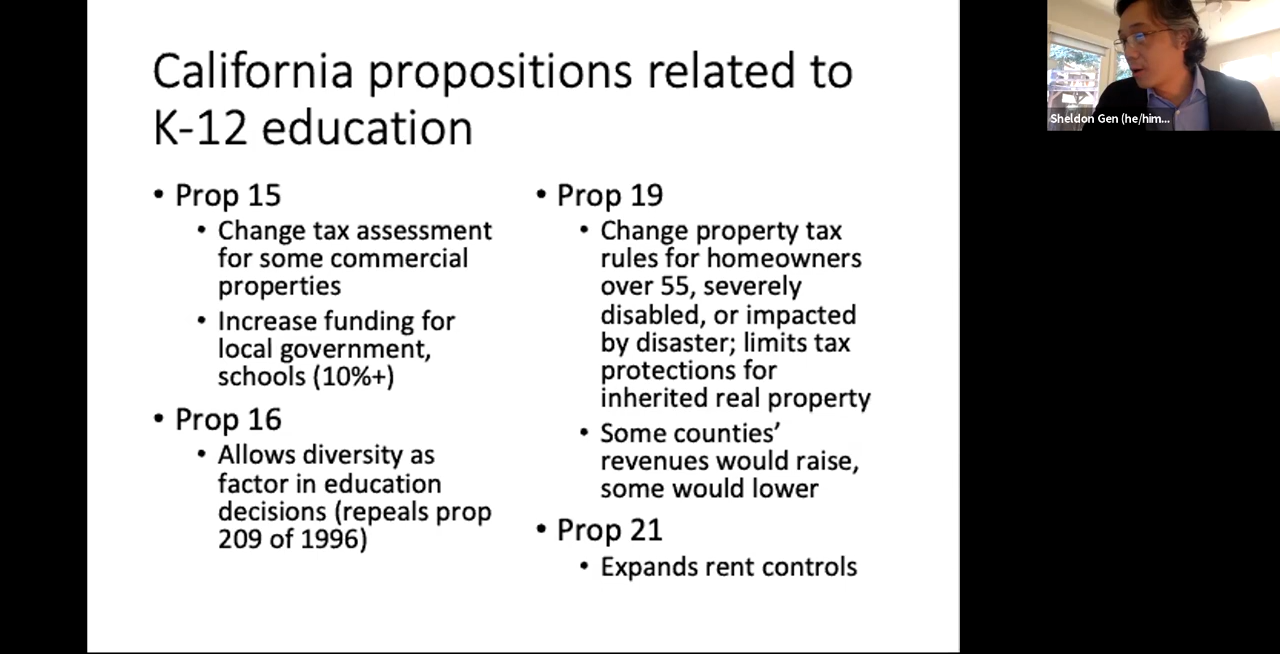 California propositions related to
K-12 education
• Prop 15
• Change tax assessment
for some commercial
properties
• Increase funding for
local government,
schools (10%+)
• Prop 16
• Allows diversity as
factor in education
decisions (repeals prop
209 of 1996)
• Prop 19
• Change property tax
rules for homeowners
over 55, severely
disabled, or impacted
by disaster; limits tax
protections for
inherited real property
• Some counties’
revenues would raise,
some would lower
• Prop 21
• Expands rent controls
Sheldon Gen (he/him...